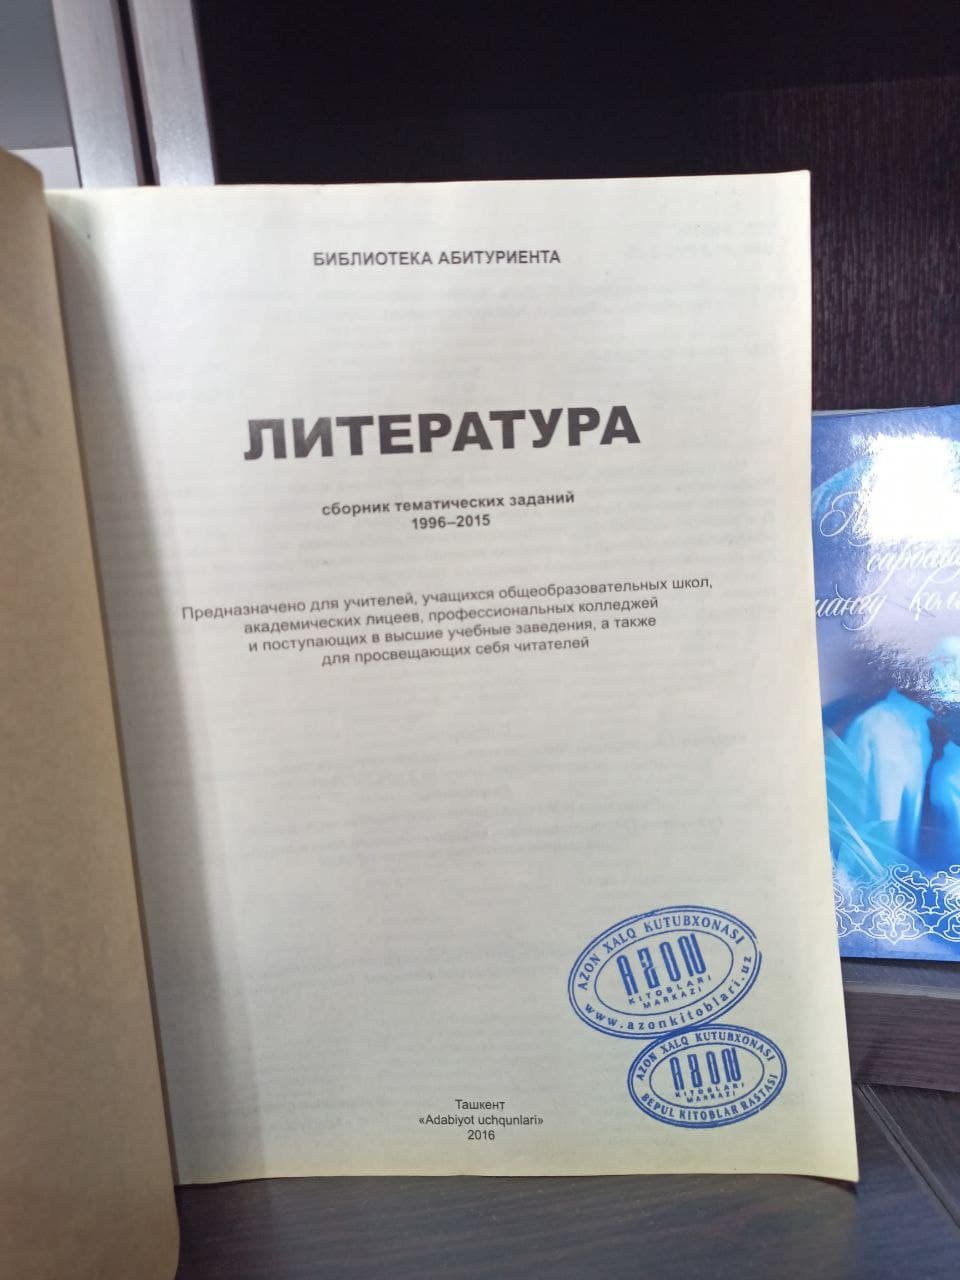 БИБЛИОТЕКА АБИТУРИЕНТА
ЛИТЕРАТУРА
сборник тематических заданий
1996–2015
Предназначено для учителей, учащихся общеобразовательных школ,
академических лицеев, профессиональных колледжей
и поступающих в высшие учебные заведения, а также
для просвещающих себя читателей
AZON XALQ KUTUBXONASI
AZON
KITOBLARI
MARKAZI
www.azonkitoblari.uz
AZON XALQ KUTUBXONASI
AZON
KITOBLARI
MARKAZI
BEPUL KITOBLAR RASTASI
Ташкент
«Adabiyot uchqunlari»
2016